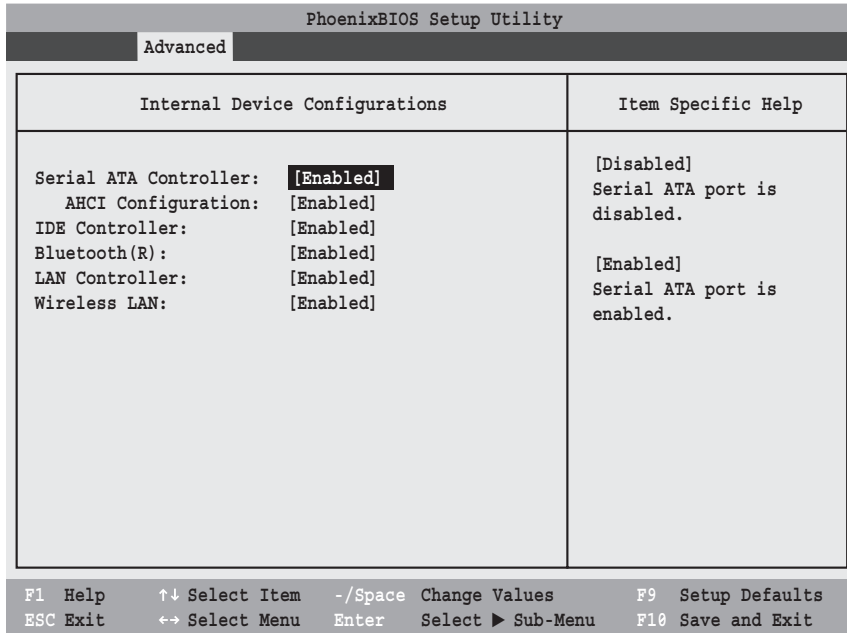 PhoenixBIOS Setup Utility
Advanced
Internal Device Configurations
Serial ATA Controller: [Enabled]
AHCI Configuration: [Enabled]
IDE Controller: [Enabled]
Bluetooth(R): [Enabled]
LAN Controller: [Enabled]
Wireless LAN: [Enabled]
Item Specific Help
[Disabled]
Serial ATA port is
disabled.
[Enabled]
Serial ATA port is
enabled.
F1 Help ↑↓ Select Item -/Space Change Values F9 Setup Defaults
ESC Exit ←→ Select Menu Enter Select ▶ Sub-Menu F10 Save and Exit